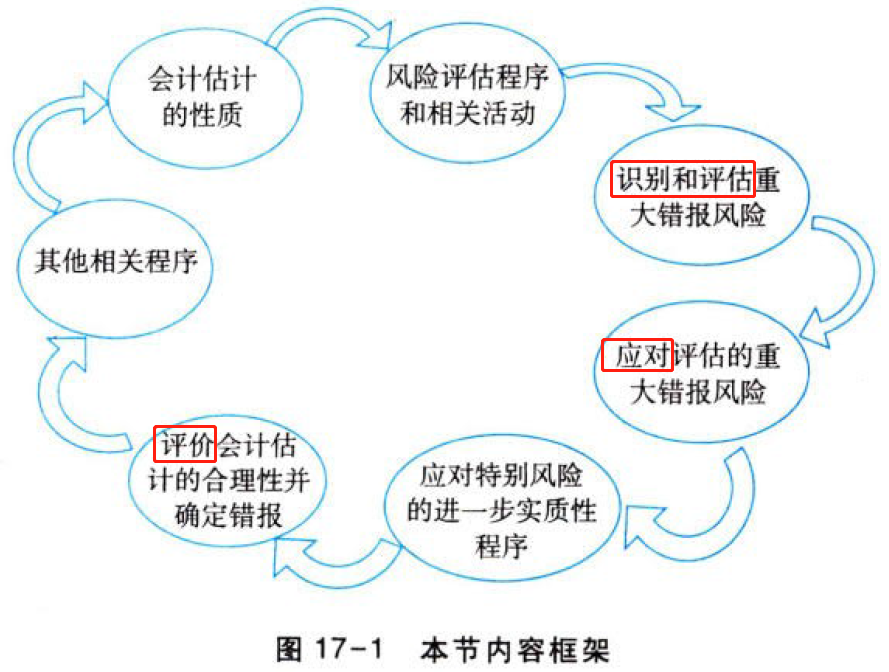 会计估计
的性质
风险评估程序
和相关活动
识别和评估重
大错报风险
应对评估的重
大错报风险
应对特别风险
的进一步实质性
程序
评价会计估
计的合理性并
确定错报
其他相关程序
图 17-1 本节内容框架